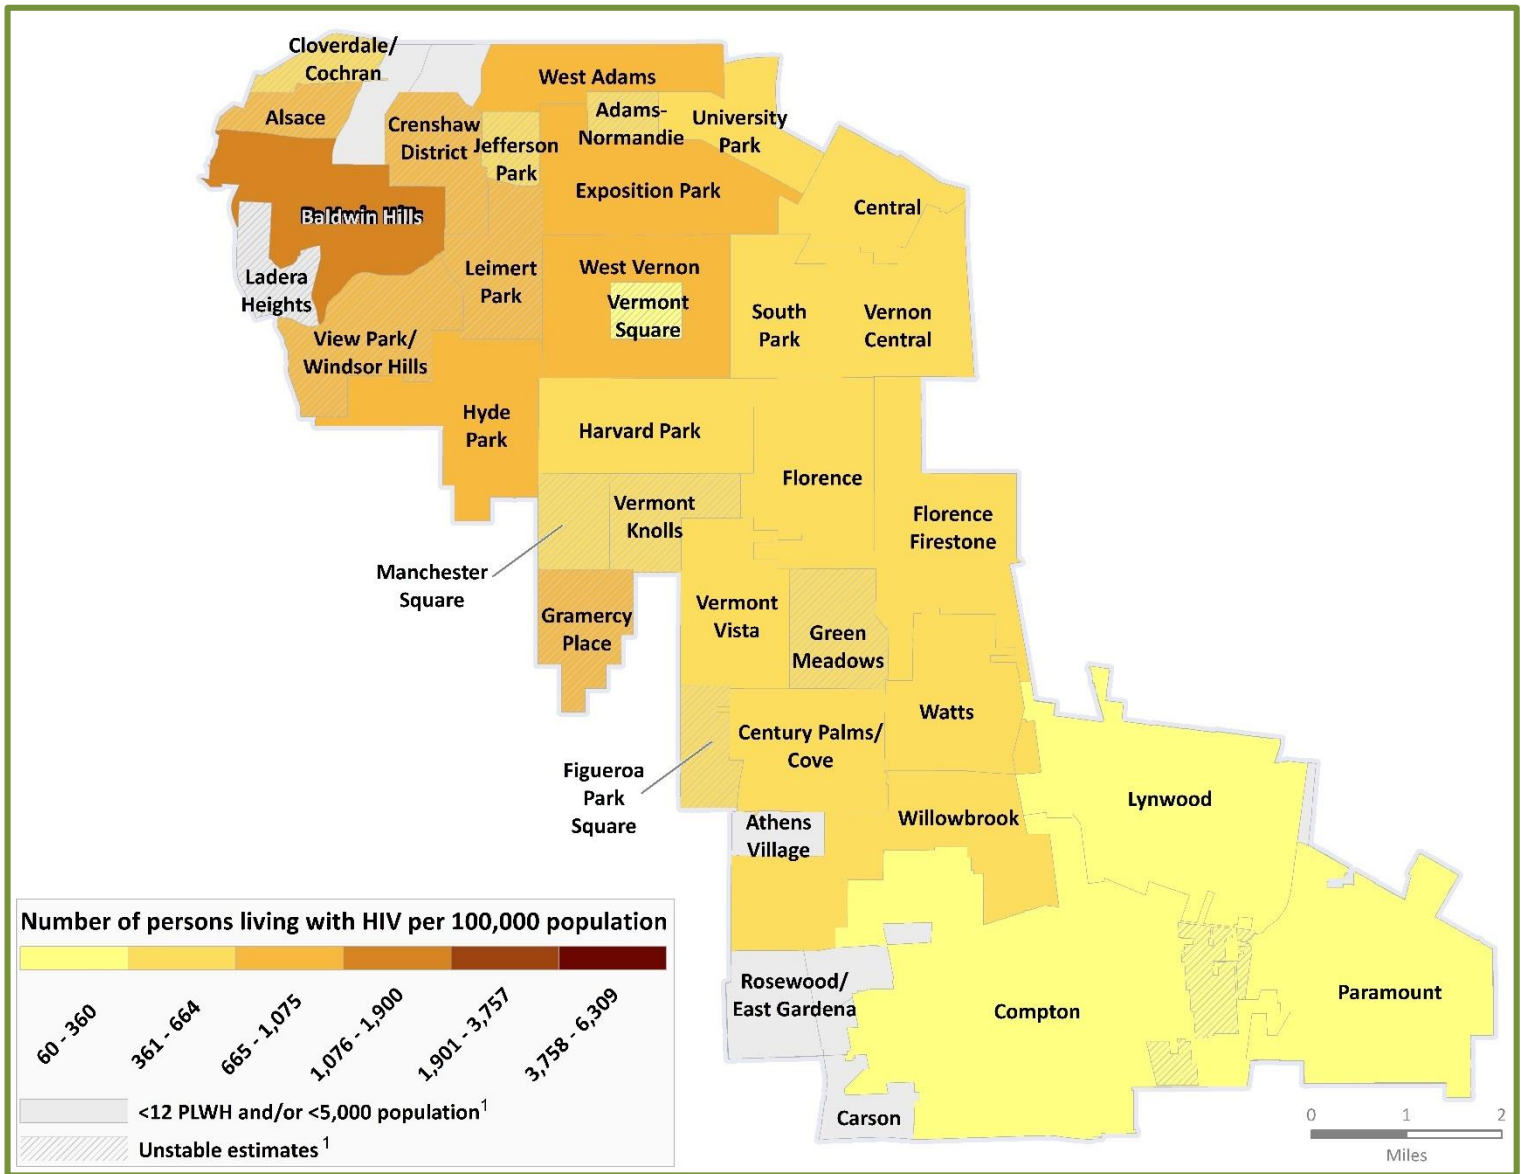 Cloverdale/
Cochran
West Adams
Alsace
Crenshaw
District
Jefferson
Park
Adams-
Normandie
University
Park
Exposition Park
Baldwin Hills
Central
Ladera
Heights
Leimert
Park
West Vernon
Vermont
Square
South
Park
Vernon
Central
View Park/
Windsor Hills
Hyde
Park
Harvard Park
Florence
Vermont
Knolls
Florence
Firestone
Manchester
Square
Gramercy
Place
Vermont
Vista
Green
Meadows
Watts
Century Palms/
Cove
Figueroa
Park
Square
Lynwood
Athens
Village
Willowbrook
Rosewood/
East Gardena
Compton
Paramount
Carson
Number of persons living with HIV per 100,000 population
60 - 360
361 - 664
665 - 1,075
1,076 - 1,900
1,901 - 3,757
3,758 - 6,309
<12 PLWH and/or <5,000 population1
Unstable estimates 1
0 1 2
Miles